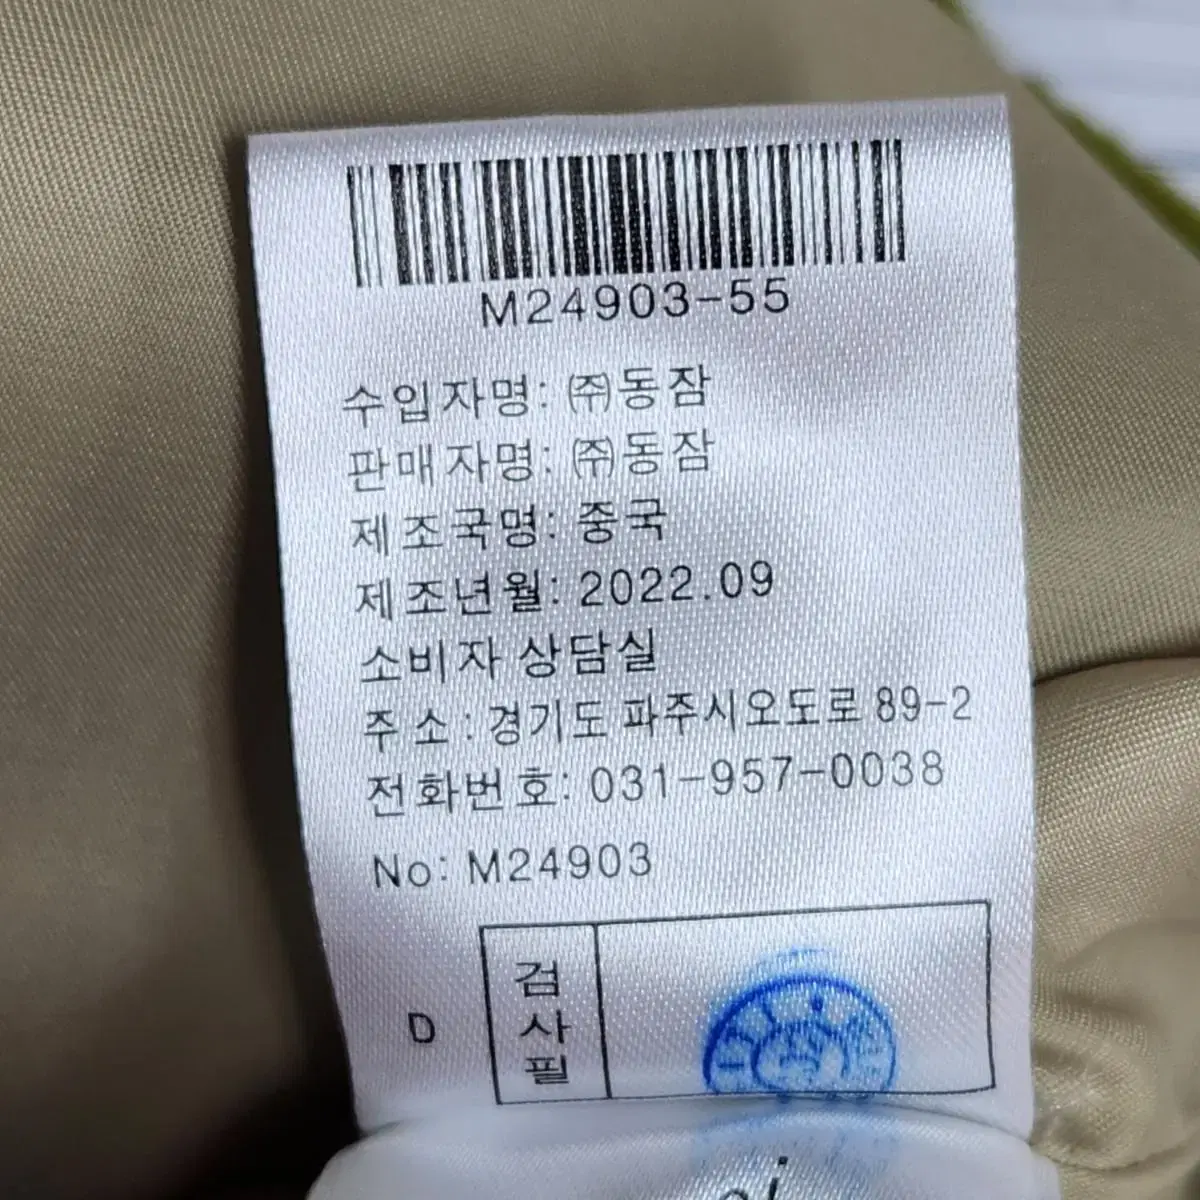 M24903-55
수입자명: ㈜동잠
판매자명: ㈜동잠
제조국명: 중국
제조년월: 2022.09
소비자 상담실
주 소 : 경기도 파주시오도로 89-2
전화번호: 031-957-0038
No: M24903
D
검
사
필